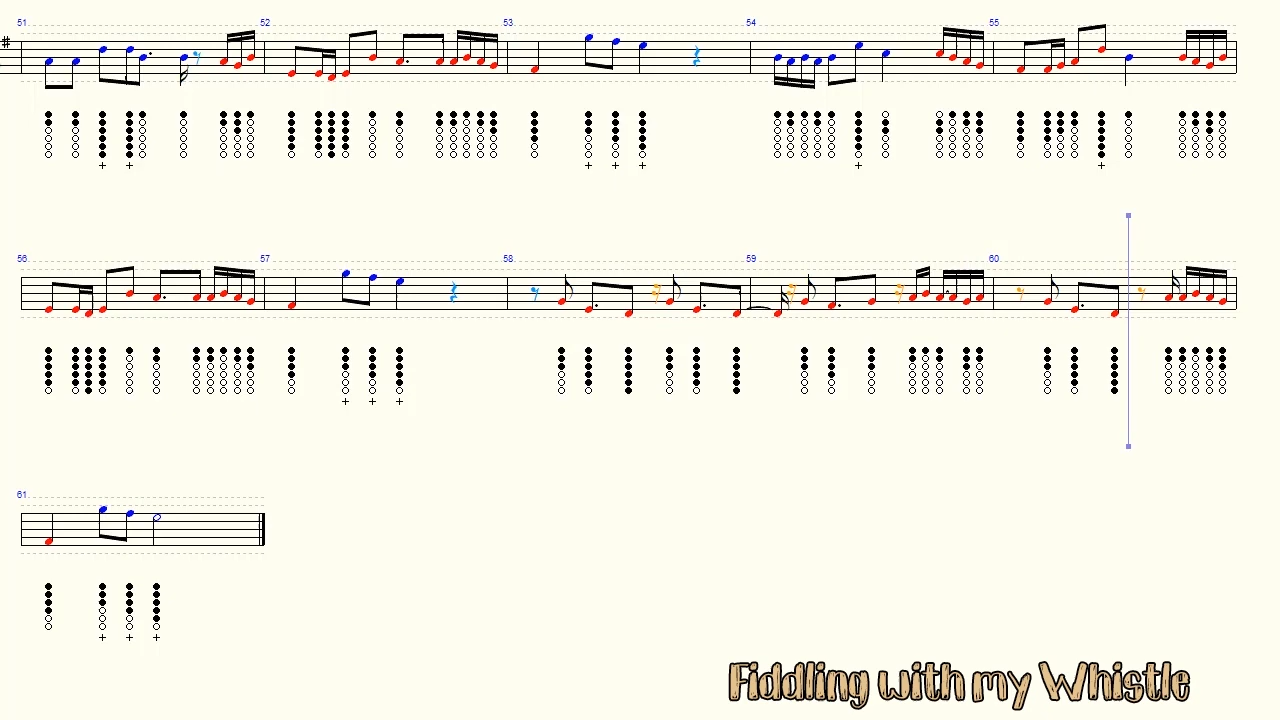 51 52 53 54 55
+ + + + + + +
56 57 58 59 60
+ + +
61
+ + +
Fiddling with my Whistle